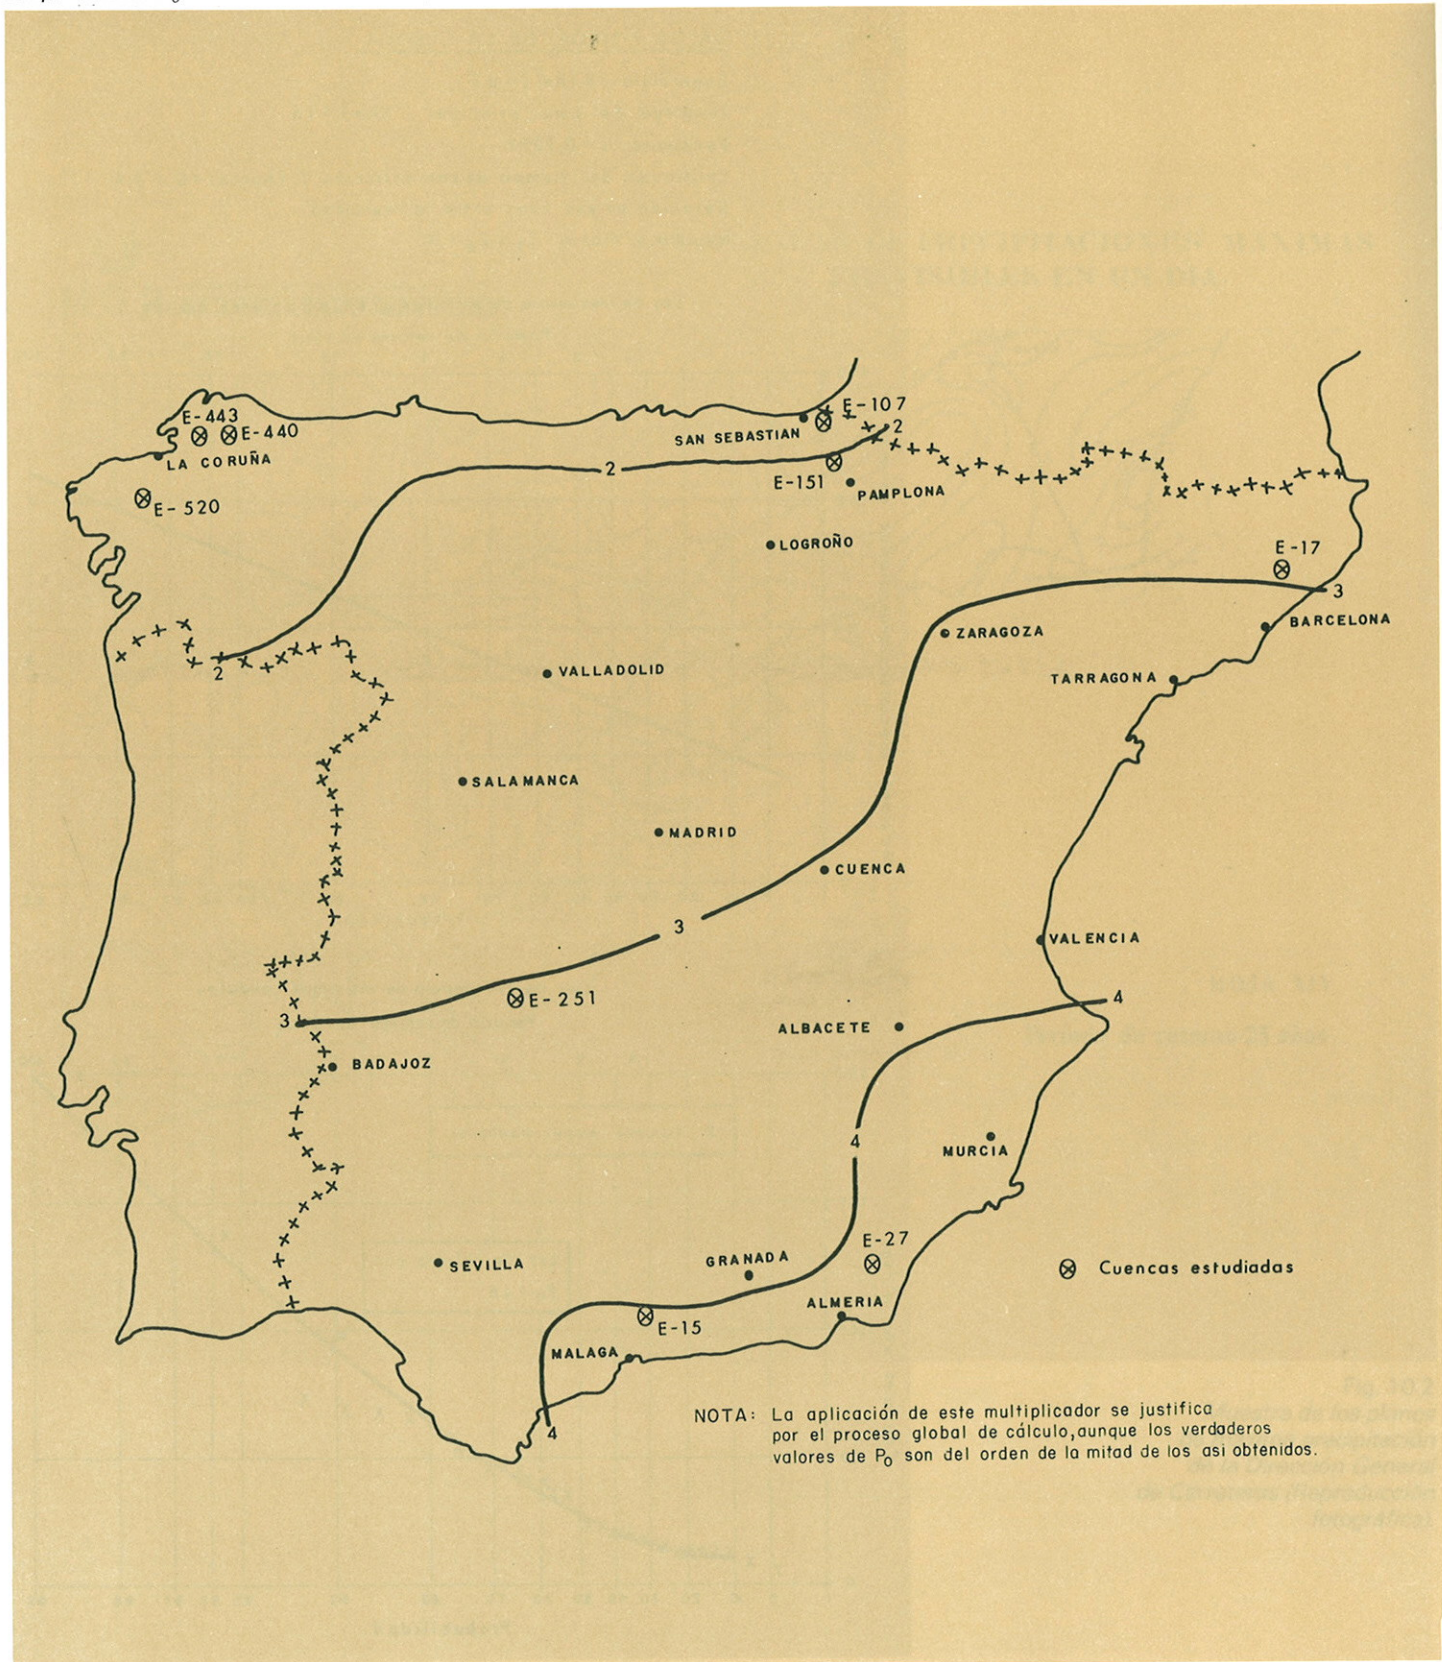 E-443
E-440
LA CORUÑA
E-520
E-107
SAN SEBASTIAN
2
2
E-151
PAMPLONA
LOGROÑO
E-17
3
BARCELONA
ZARAGOZA
2
VALLADOLID
TARRAGONA
SALAMANCA
MADRID
CUENCA
3
VALENCIA
E-251
4
3
ALBACETE
BADAJOZ
4
MURCIA
E-27
SEVILLA
GRANADA
Cuencas estudiadas
ALMERIA
E-15
MALAGA
4
NOTA: La aplicación de este multiplicador se justifica
por el proceso global de cálculo, aunque los verdaderos
valores de P₀ son del orden de la mitad de los asi obtenidos.